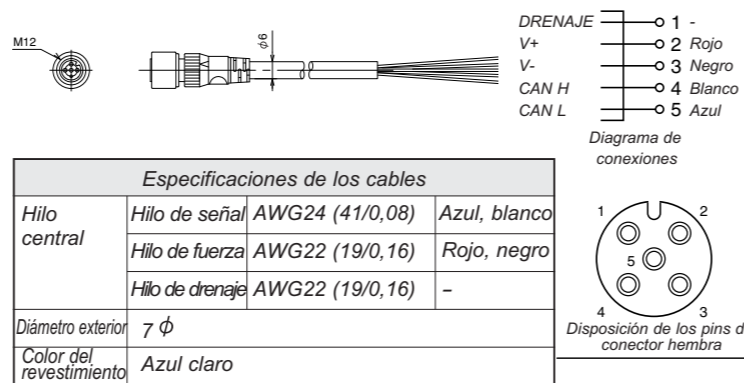 M12
φ6
DRENAJE 1 -
V+ 2 Rojo
V- 3 Negro
CAN H 4 Blanco
CAN L 5 Azul
Diagrama de
conexiones
Especificaciones de los cables
Hilo central
Hilo de señal AWG24 (41/0,08) Azul, blanco
Hilo de fuerza AWG22 (19/0,16) Rojo, negro
Hilo de drenaje AWG22 (19/0,16) –
Diámetro exterior 7 φ
Color del revestimiento Azul claro
1 2
5
4 3
Disposición de los pins d
conector hembra